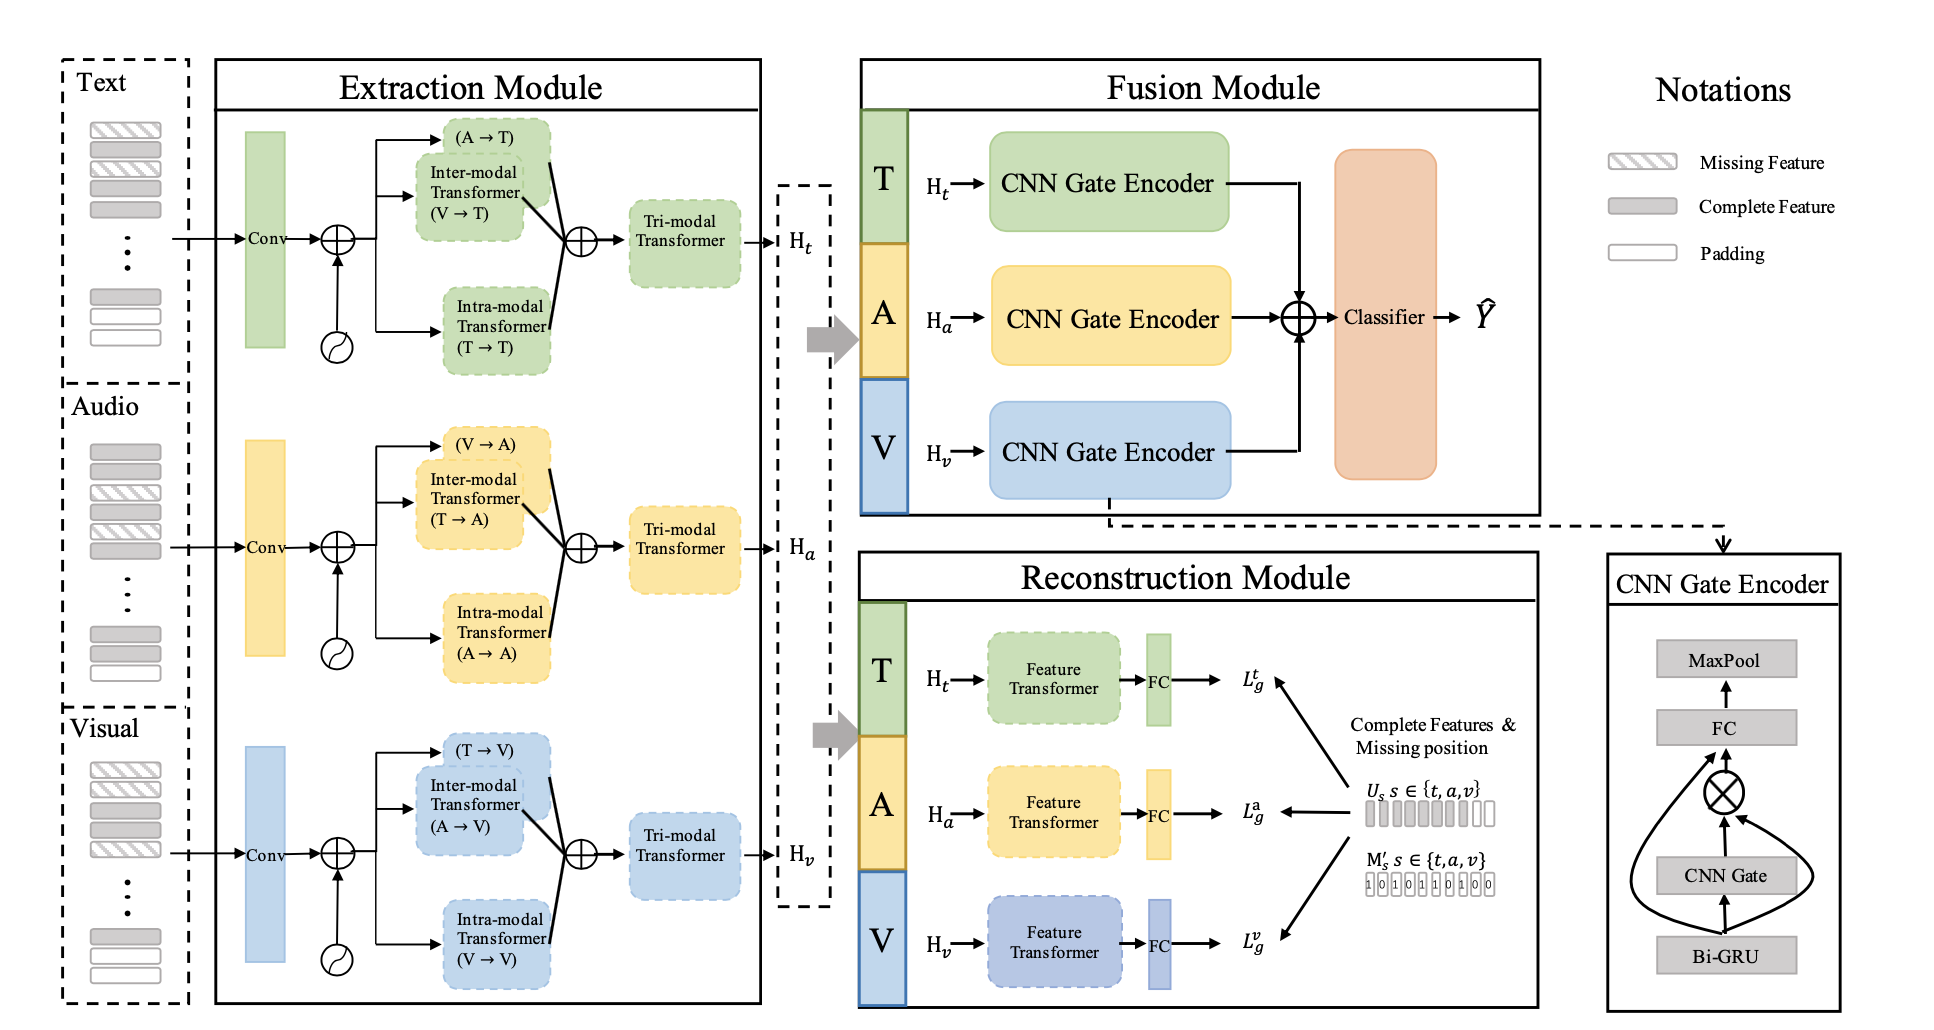 Text
Audio
Visual
Extraction Module
Conv
(A → T)
Inter-modal
Transformer
(V → T)
Intra-modal
Transformer
(T → T)
Tri-modal
Transformer
Conv
(V → A)
Inter-modal
Transformer
(T → A)
Intra-modal
Transformer
(A → A)
Tri-modal
Transformer
Conv
(T → V)
Inter-modal
Transformer
(A → V)
Intra-modal
Transformer
(V → V)
Tri-modal
Transformer
H_t
H_a
H_v
Fusion Module
T
H_t
CNN Gate Encoder
A
H_a
CNN Gate Encoder
V
H_v
CNN Gate Encoder
Classifier
Ŷ
Reconstruction Module
T
H_t
Feature
Transformer
FC
L_g^t
A
H_a
Feature
Transformer
FC
L_g^a
V
H_v
Feature
Transformer
FC
L_g^v
Complete Features &
Missing position
U_s s ∈ {t, a, v}
M'_s s ∈ {t, a, v}
1 0 1 0 1 1 0 1 0 0
Notations
Missing Feature
Complete Feature
Padding
CNN Gate Encoder
MaxPool
FC
CNN Gate
Bi-GRU